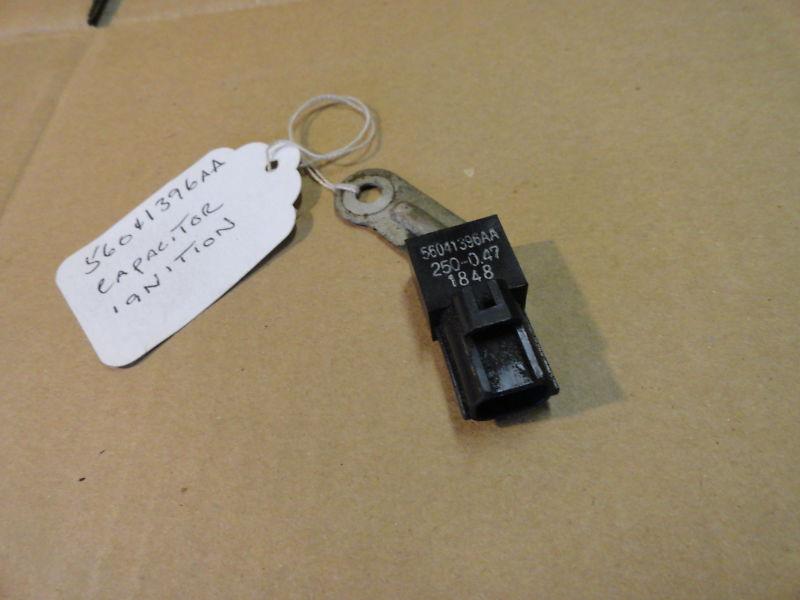 56041396AA
CAPACITOR
IGNITION
56041396AA
250-0.47
1848